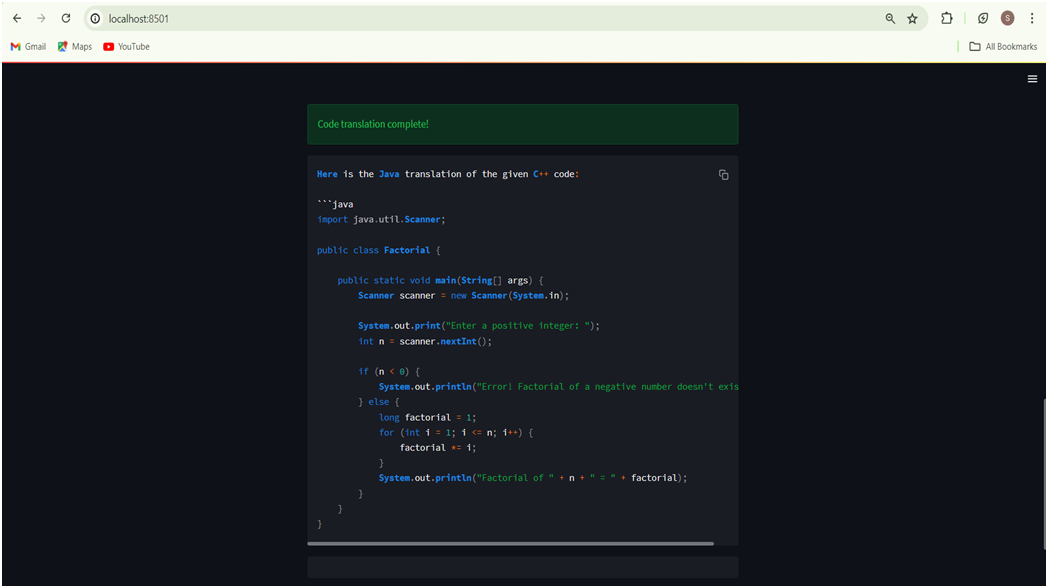 localhost:8501
S
Gmail
Maps
YouTube
All Bookmarks
Code translation complete!
Here is the Java translation of the given C++ code:
```java
import java.util.Scanner;
public class Factorial {
    public static void main(String[] args) {
        Scanner scanner = new Scanner(System.in);
        System.out.print("Enter a positive integer: ");
        int n = scanner.nextInt();
        if (n < 0) {
            System.out.println("Error! Factorial of a negative number doesn't exis
        } else {
            long factorial = 1;
            for (int i = 1; i <= n; i++) {
                factorial *= i;
            }
            System.out.println("Factorial of " + n + " = " + factorial);
        }
    }
}